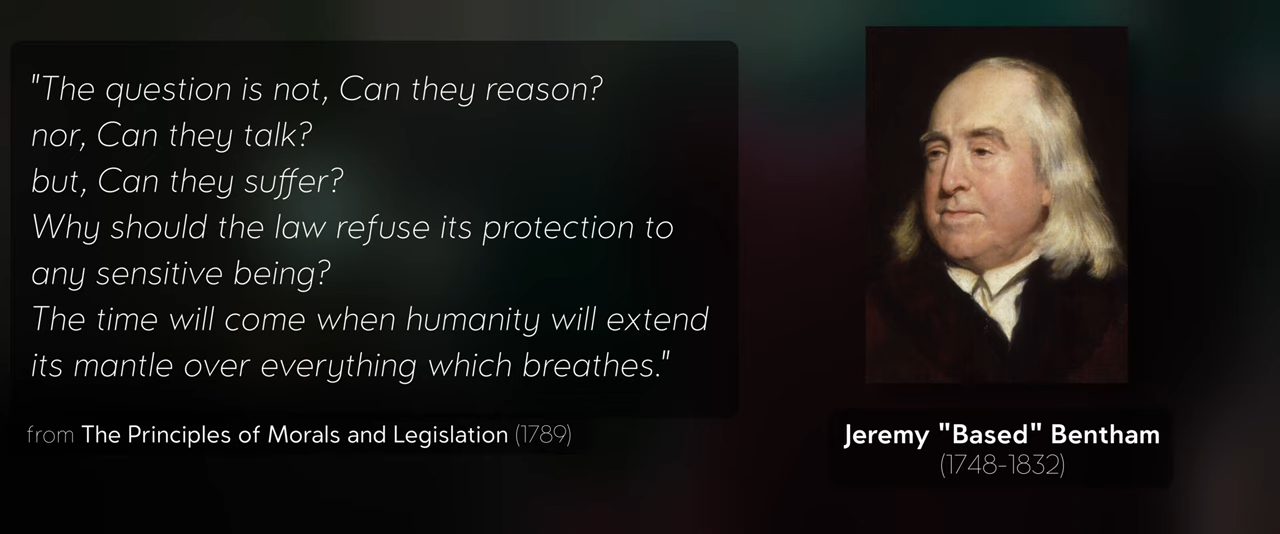 "The question is not, Can they reason?
nor, Can they talk?
but, Can they suffer?
Why should the law refuse its protection to
any sensitive being?
The time will come when humanity will extend
its mantle over everything which breathes."
from The Principles of Morals and Legislation (1789)
Jeremy "Based" Bentham
(1748-1832)